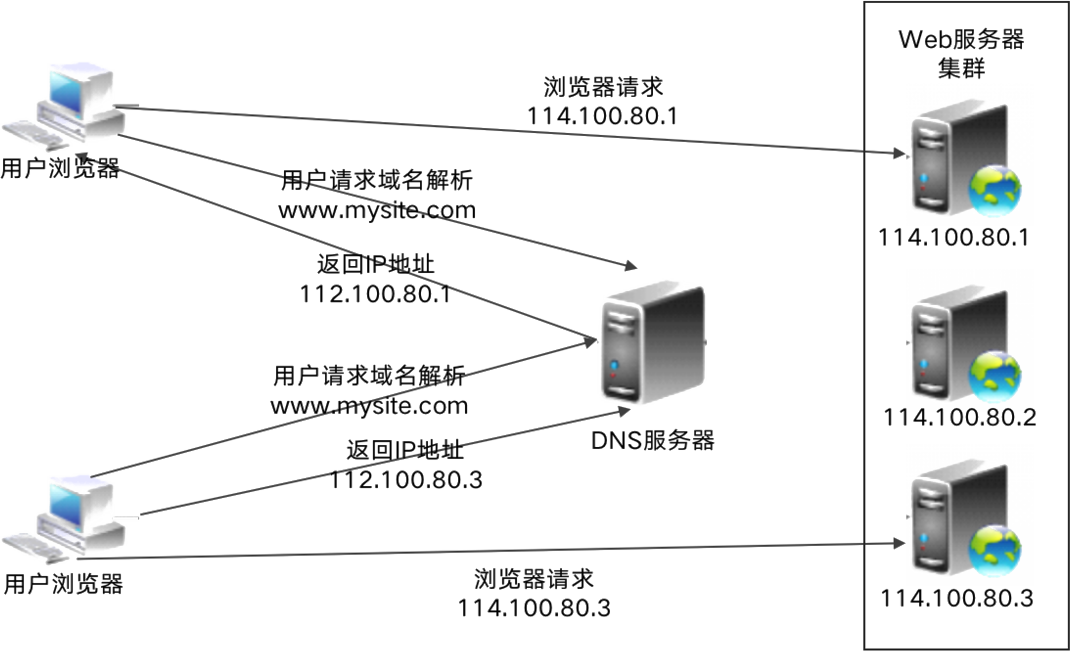 Web服务器
集群
浏览器请求
114.100.80.1
用户浏览器
用户请求域名解析
www.mysite.com
114.100.80.1
返回IP地址
112.100.80.1
用户请求域名解析
www.mysite.com
114.100.80.2
DNS服务器
返回IP地址
112.100.80.3
用户浏览器
浏览器请求
114.100.80.3
114.100.80.3